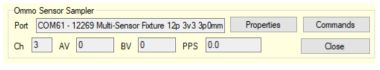 Ommo Sensor Sampler
Port COM61 - 12269 Multi-Sensor Fixture 12p 3v3 3p0mm Properties Commands
Ch 3 AV 0 BV 0 PPS 0.0 Close